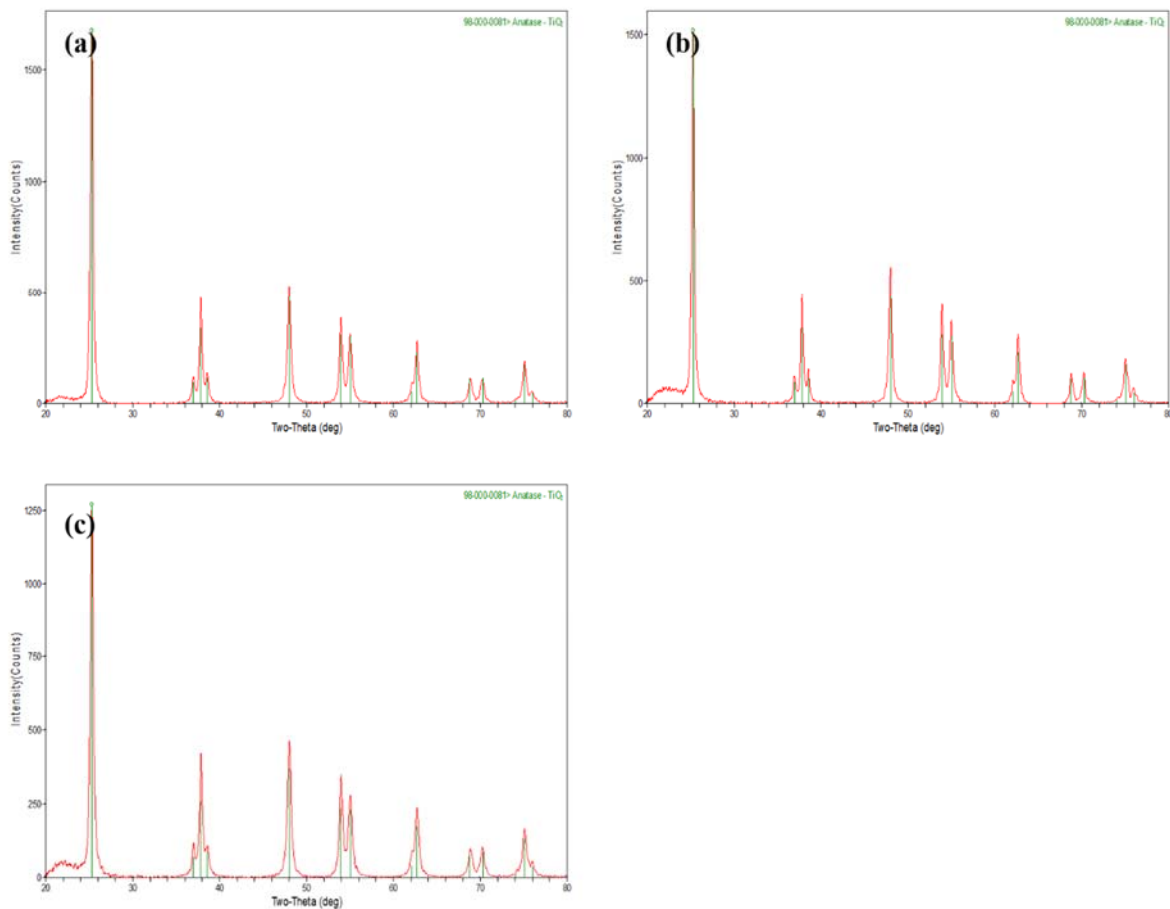 98-000-0081> Anatase - TiO₂
(a)
1500
1000
500
0
Intensity(Counts)
20 30 40 50 60 70 80
Two-Theta (deg)
98-000-0081> Anatase - TiO₂
(b)
1500
1000
500
0
Intensity(Counts)
20 30 40 50 60 70 80
Two-Theta (deg)
98-000-0081> Anatase - TiO₂
(c)
1250
1000
750
500
250
0
Intensity(Counts)
20 30 40 50 60 70 80
Two-Theta (deg)